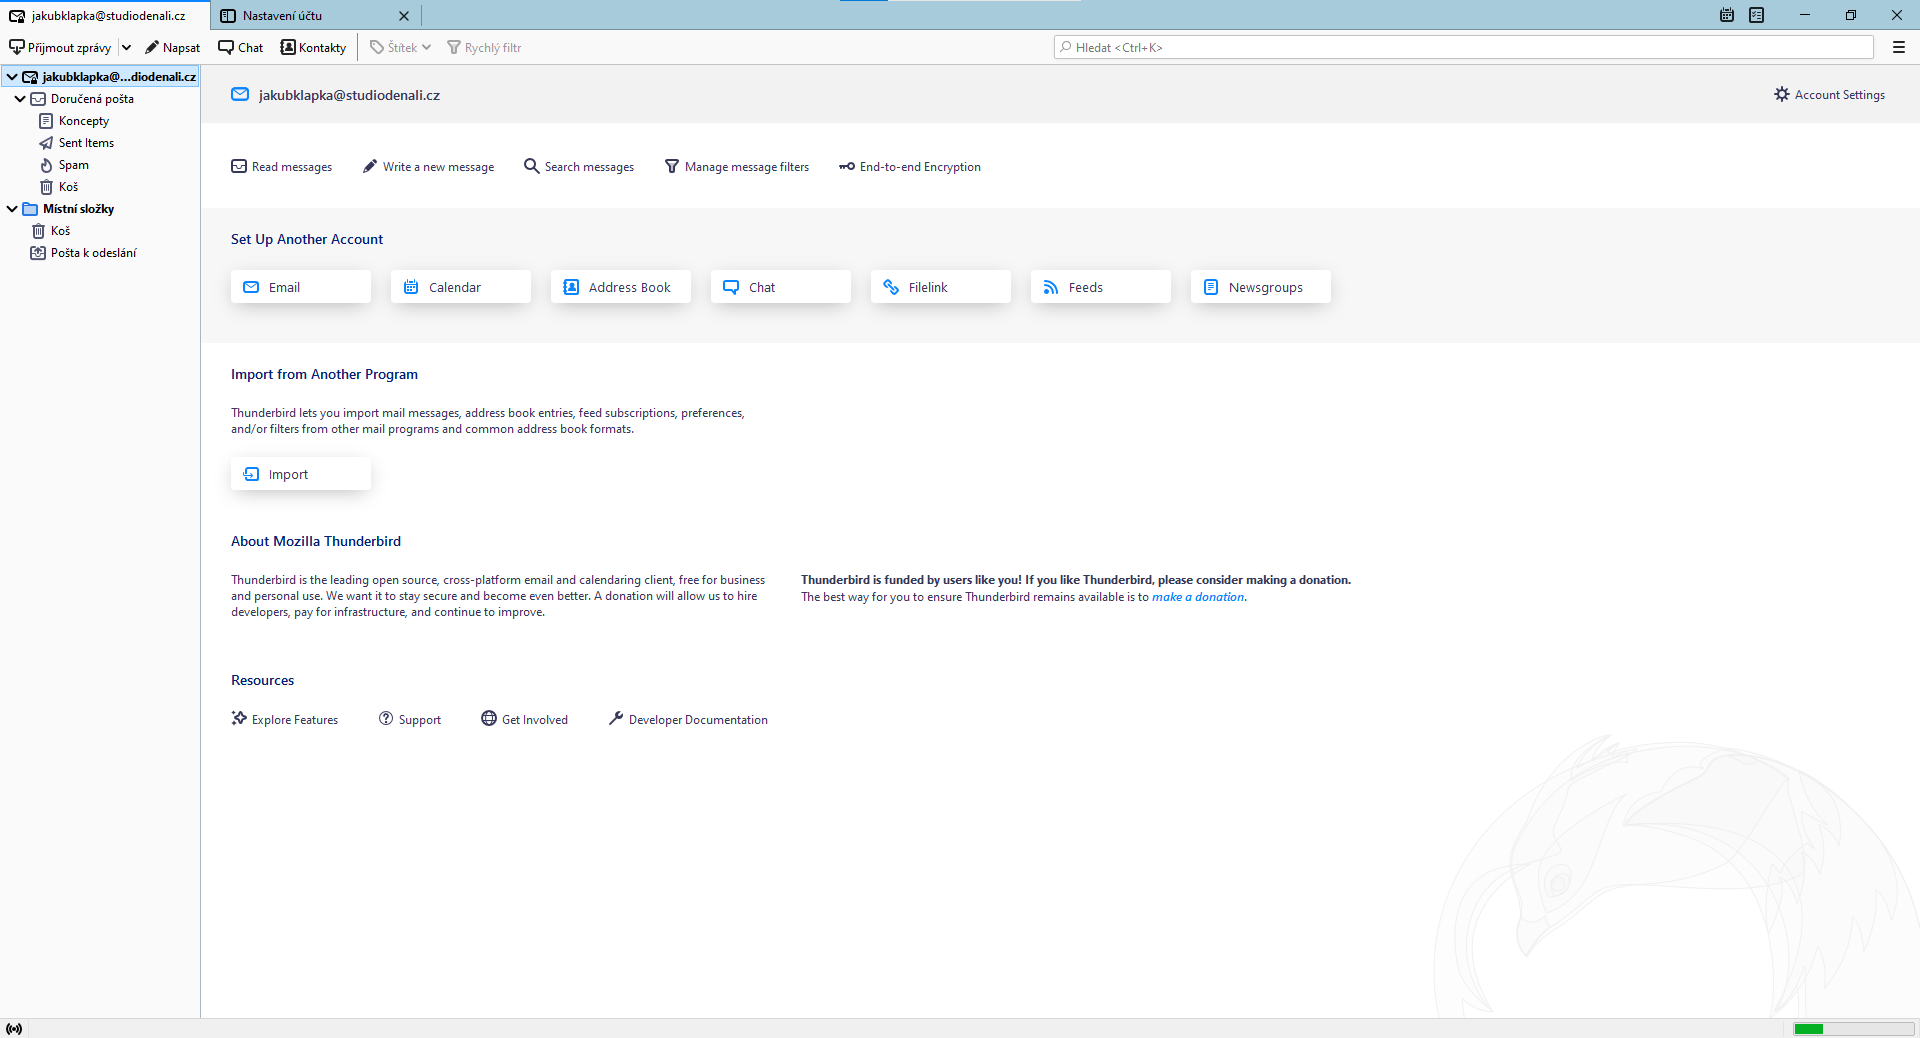 jakubklapka@studiodenali.cz
Nastavení účtu
Přijmout zprávy
Napsat
Chat
Kontakty
Štítek
Rychlý filtr
Hledat <Ctrl+K>
jakubklapka@...diodenali.cz
Doručená pošta
Koncepty
Sent Items
Spam
Koš
Místní složky
Koš
Pošta k odeslání
jakubklapka@studiodenali.cz
Account Settings
Read messages
Write a new message
Search messages
Manage message filters
End-to-end Encryption
Set Up Another Account
Email
Calendar
Address Book
Chat
Filelink
Feeds
Newsgroups
Import from Another Program
Thunderbird lets you import mail messages, address book entries, feed subscriptions, preferences,
and/or filters from other mail programs and common address book formats.
Import
About Mozilla Thunderbird
Thunderbird is the leading open source, cross-platform email and calendaring client, free for business
and personal use. We want it to stay secure and become even better. A donation will allow us to hire
developers, pay for infrastructure, and continue to improve.
Thunderbird is funded by users like you! If you like Thunderbird, please consider making a donation.
The best way for you to ensure Thunderbird remains available is to make a donation.
Resources
Explore Features
Support
Get Involved
Developer Documentation